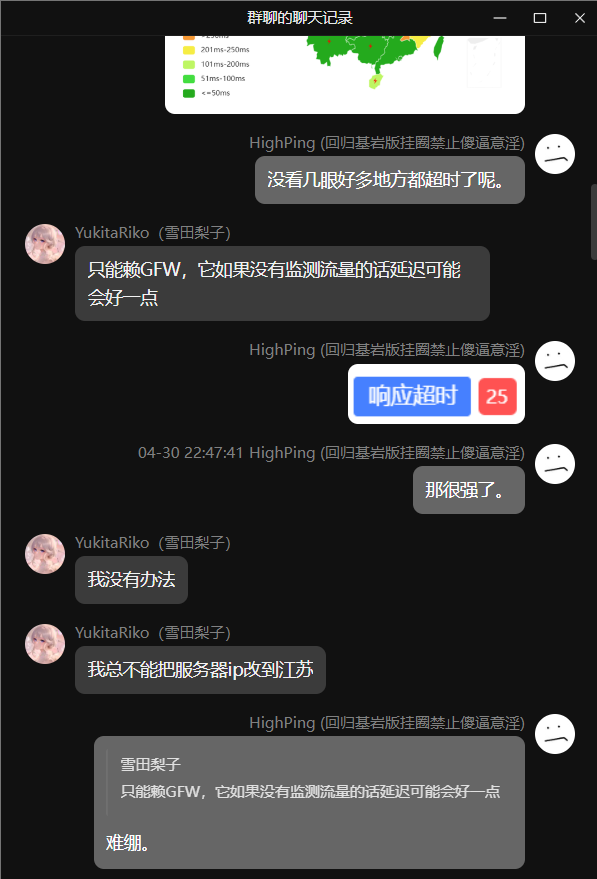 群聊的聊天记录
>250ms
201ms-250ms
101ms-200ms
51ms-100ms
<=50ms
HighPing (回归基岩版挂圈禁止傻逼意淫)
没看几眼好多地方都超时了呢。
YukitaRiko（雪田梨子）
只能赖GFW，它如果没有监测流量的话延迟可能
会好一点
HighPing (回归基岩版挂圈禁止傻逼意淫)
响应超时 25
04-30 22:47:41 HighPing (回归基岩版挂圈禁止傻逼意淫)
那很强了。
YukitaRiko（雪田梨子）
我没有办法
YukitaRiko（雪田梨子）
我总不能把服务器ip改到江苏
HighPing (回归基岩版挂圈禁止傻逼意淫)
雪田梨子
只能赖GFW，它如果没有监测流量的话延迟可能会好一点
难绷。